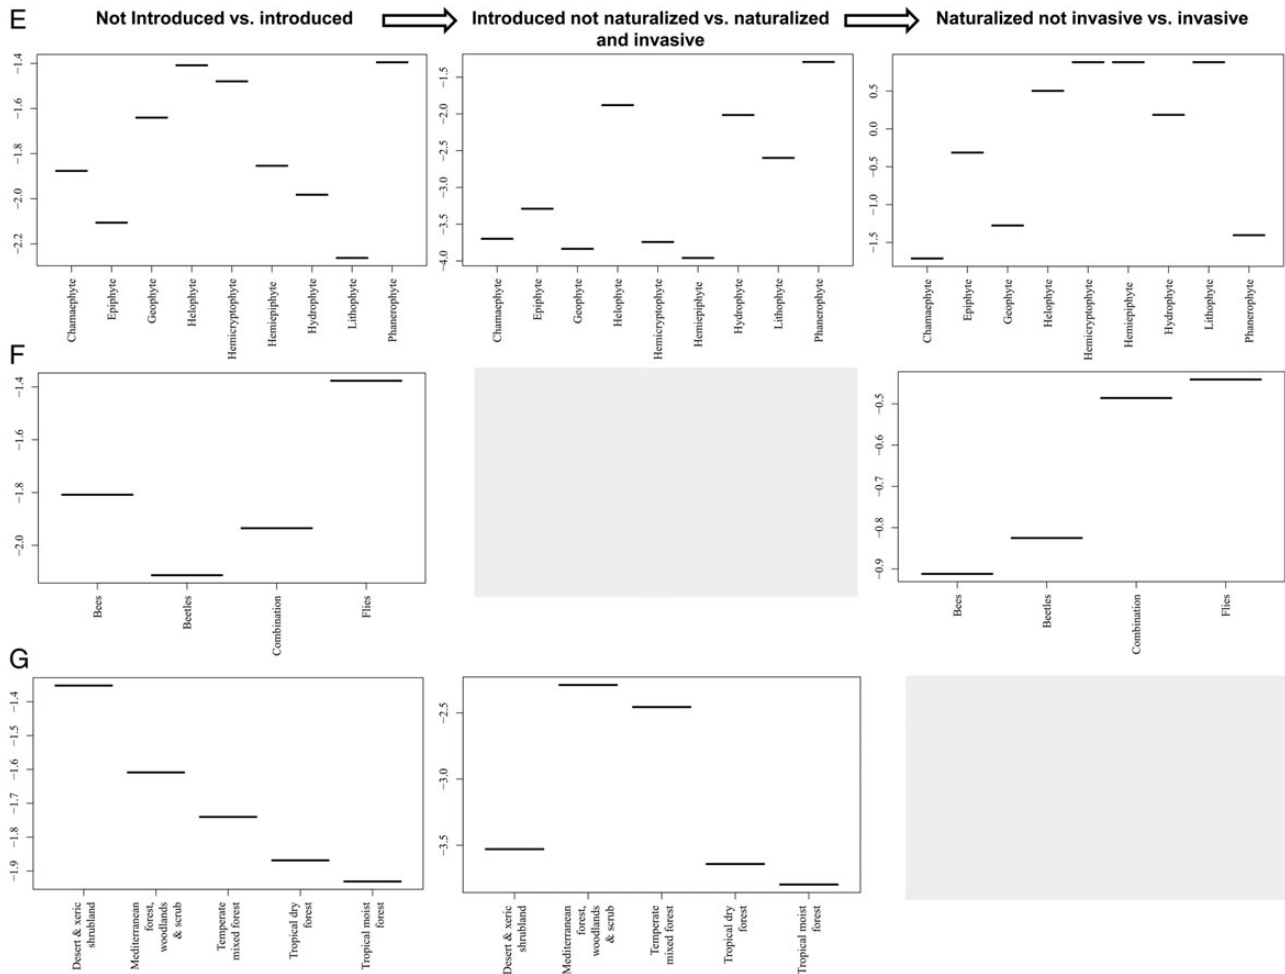 E
Not Introduced vs. introduced
Introduced not naturalized vs. naturalized
and invasive
Naturalized not invasive vs. invasive
−1.4
−1.6
−1.8
−2.0
−2.2
Chamaephyte
Epiphyte
Geophyte
Helophyte
Hemicryptophyte
Hemiepiphyte
Hydrophyte
Lithophyte
Phanerophyte
−1.5
−2.0
−2.5
−3.0
−3.5
−4.0
Chamaephyte
Epiphyte
Geophyte
Helophyte
Hemicryptophyte
Hemiepiphyte
Hydrophyte
Lithophyte
Phanerophyte
0.5
0.0
−0.5
−1.0
−1.5
Chamaephyte
Epiphyte
Geophyte
Helophyte
Hemicryptophyte
Hemiepiphyte
Hydrophyte
Lithophyte
Phanerophyte
F
−1.4
−1.6
−1.8
−2.0
Bees
Beetles
Combination
Flies
−0.5
−0.6
−0.7
−0.8
−0.9
Bees
Beetles
Combination
Flies
G
−1.4
−1.5
−1.6
−1.7
−1.8
−1.9
Desert & xeric
shrubland
Mediterranean
forest,
woodlands
& scrub
Temperate
mixed forest
Tropical dry
forest
Tropical moist
forest
−2.5
−3.0
−3.5
Desert & xeric
shrubland
Mediterranean
forest,
woodlands
& scrub
Temperate
mixed forest
Tropical dry
forest
Tropical moist
forest